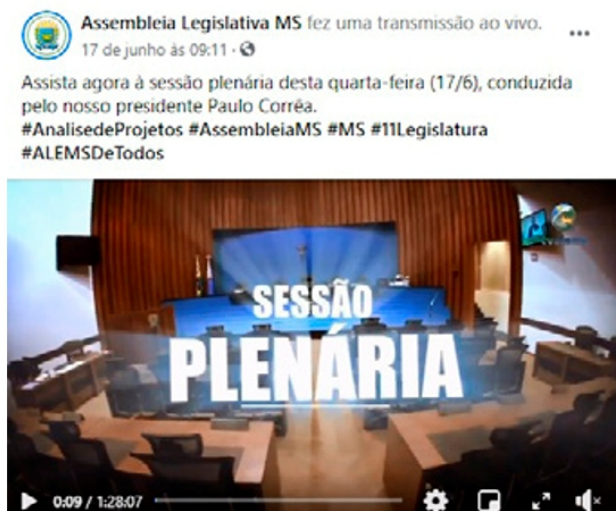 Assembleia Legislativa MS fez uma transmissão ao vivo.
17 de junho às 09:11 ·
Assista agora à sessão plenária desta quarta-feira (17/6), conduzida
pelo nosso presidente Paulo Corrêa.
#AnalisedeProjetos #AssembleiaMS #MS #11Legislatura
#ALEMSDeTodos
SESSÃO
PLENÁRIA
0:09 / 1:28:07